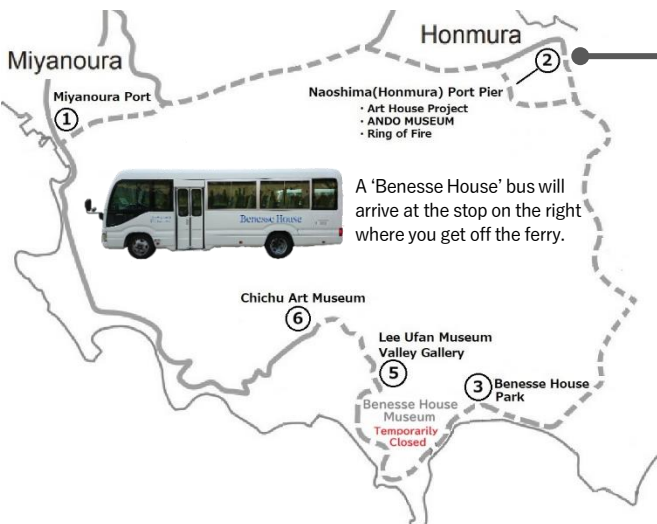 Honmura
Miyanoura
②
Miyanoura Port
①
Naoshima(Honmura) Port Pier
・Art House Project
・ANDO MUSEUM
・Ring of Fire
A ‘Benesse House’ bus will
arrive at the stop on the right
where you get off the ferry.
Benesse House
Chichu Art Museum
⑥
Lee Ufan Museum
Valley Gallery
⑤
③ Benesse House
Park
Benesse House
Museum
Temporarily
Closed